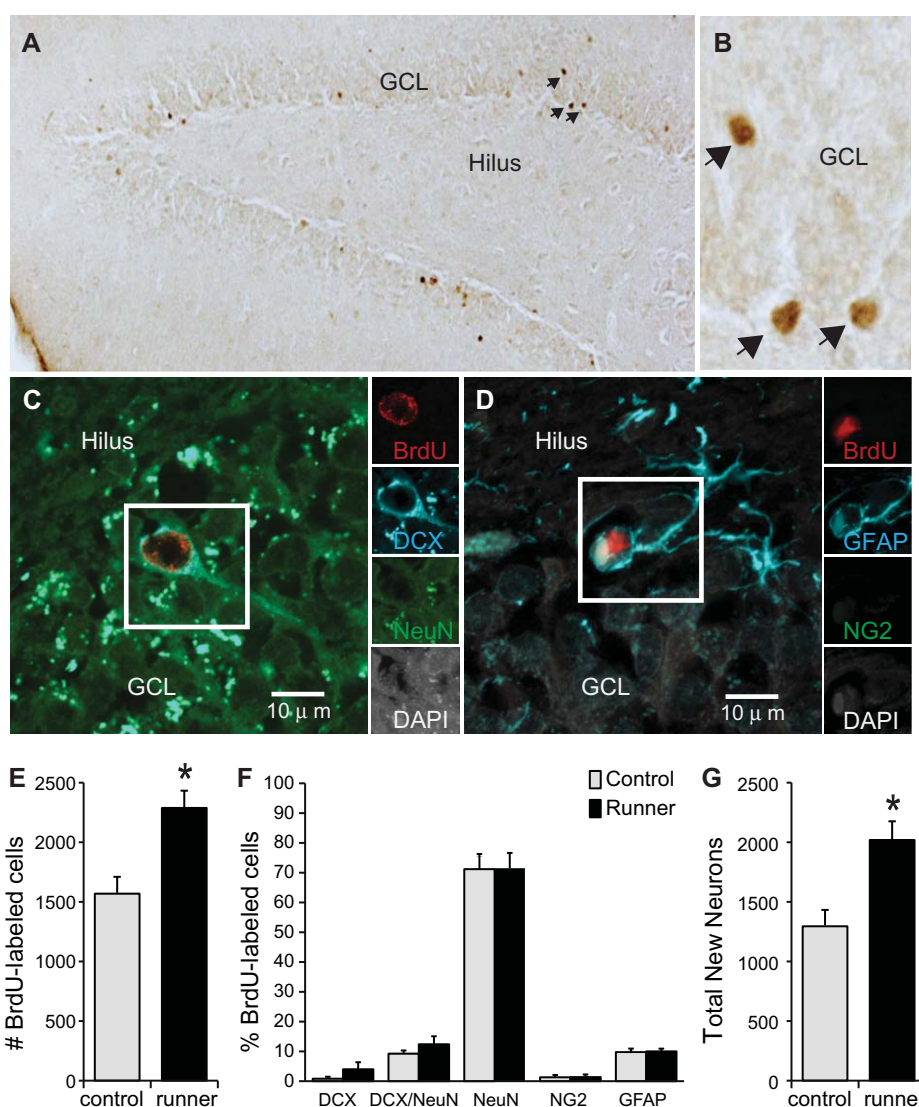 A
GCL
Hilus
B
GCL
C
Hilus
GCL
10 μ m
BrdU
DCX
NeuN
DAPI
D
Hilus
GCL
10 μ m
BrdU
GFAP
NG2
DAPI
E
*
# BrdU-labeled cells
2500
2000
1500
1000
500
0
control runner
F
Control
Runner
% BrdU-labeled cells
100
90
80
70
60
50
40
30
20
10
0
DCX DCX/NeuN NeuN NG2 GFAP
G
*
Total New Neurons
2500
2000
1500
1000
500
0
control runne